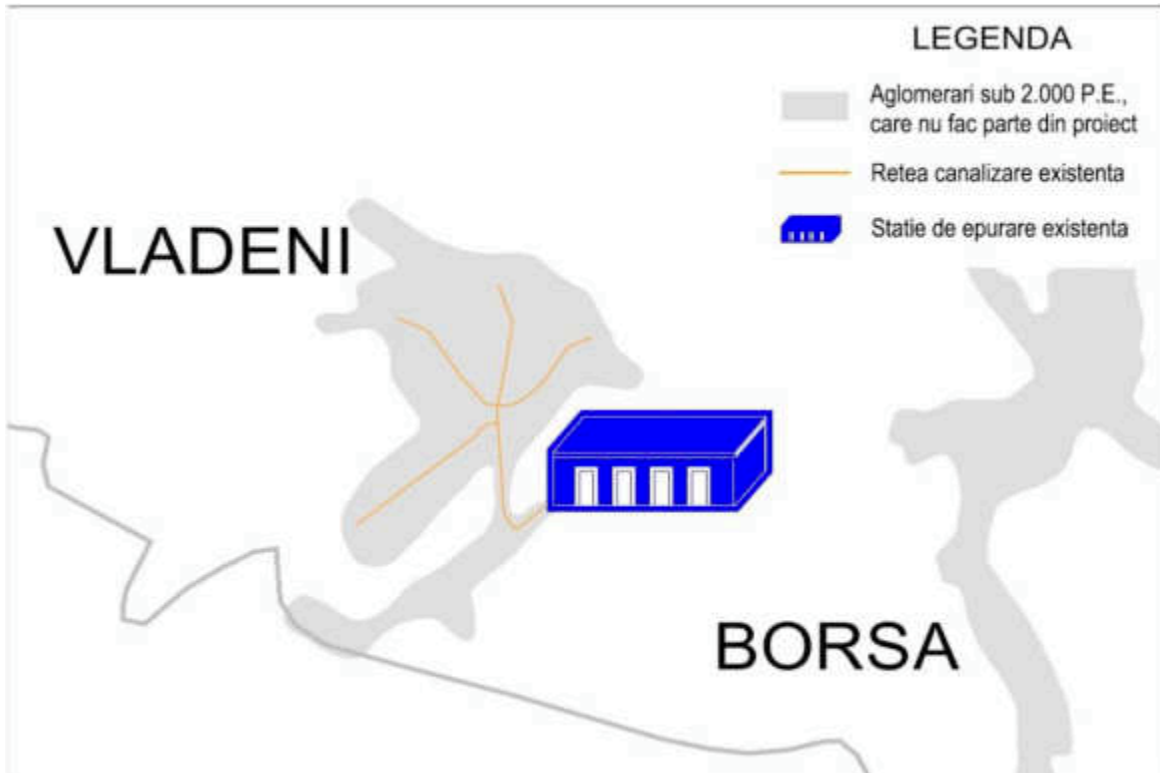 LEGENDA
Aglomerari sub 2.000 P.E.,
care nu fac parte din proiect
Retea canalizare existenta
Statie de epurare existenta
VLADENI
BORSA